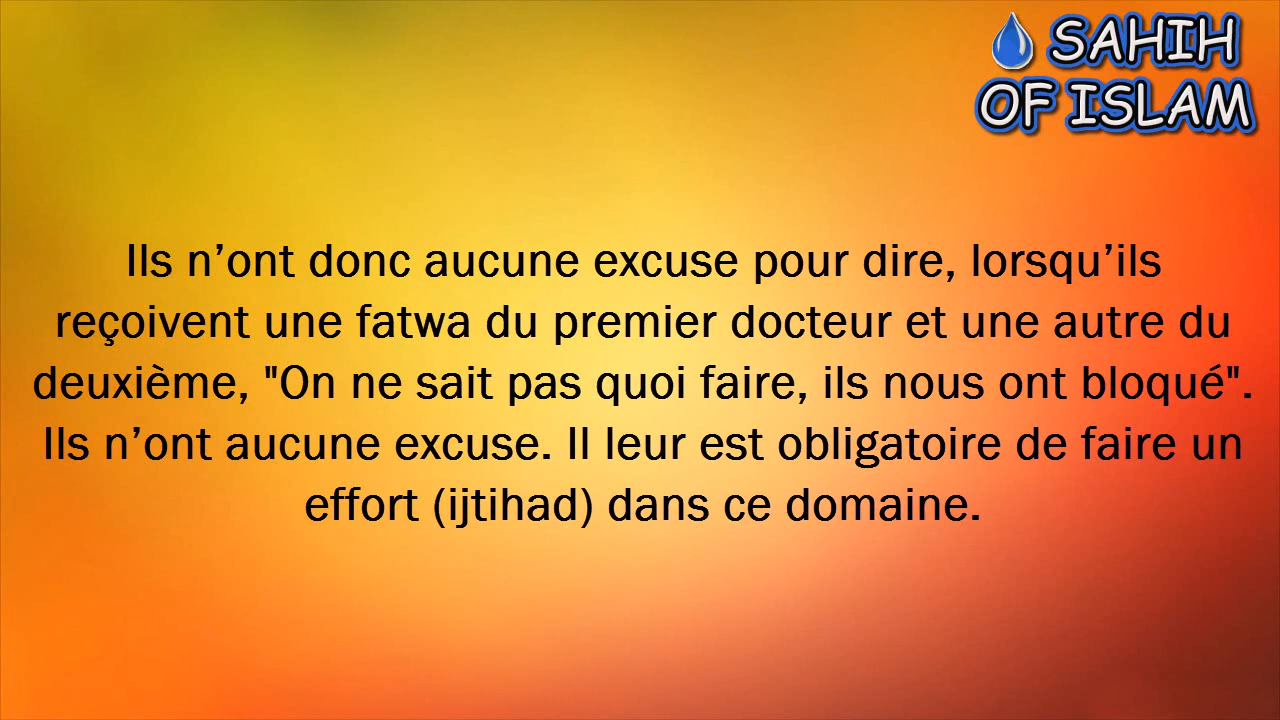 SAHIH
OF ISLAM
Ils n’ont donc aucune excuse pour dire, lorsqu’ils
reçoivent une fatwa du premier docteur et une autre du
deuxième, "On ne sait pas quoi faire, ils nous ont bloqué".
Ils n’ont aucune excuse. Il leur est obligatoire de faire un
effort (ijtihad) dans ce domaine.